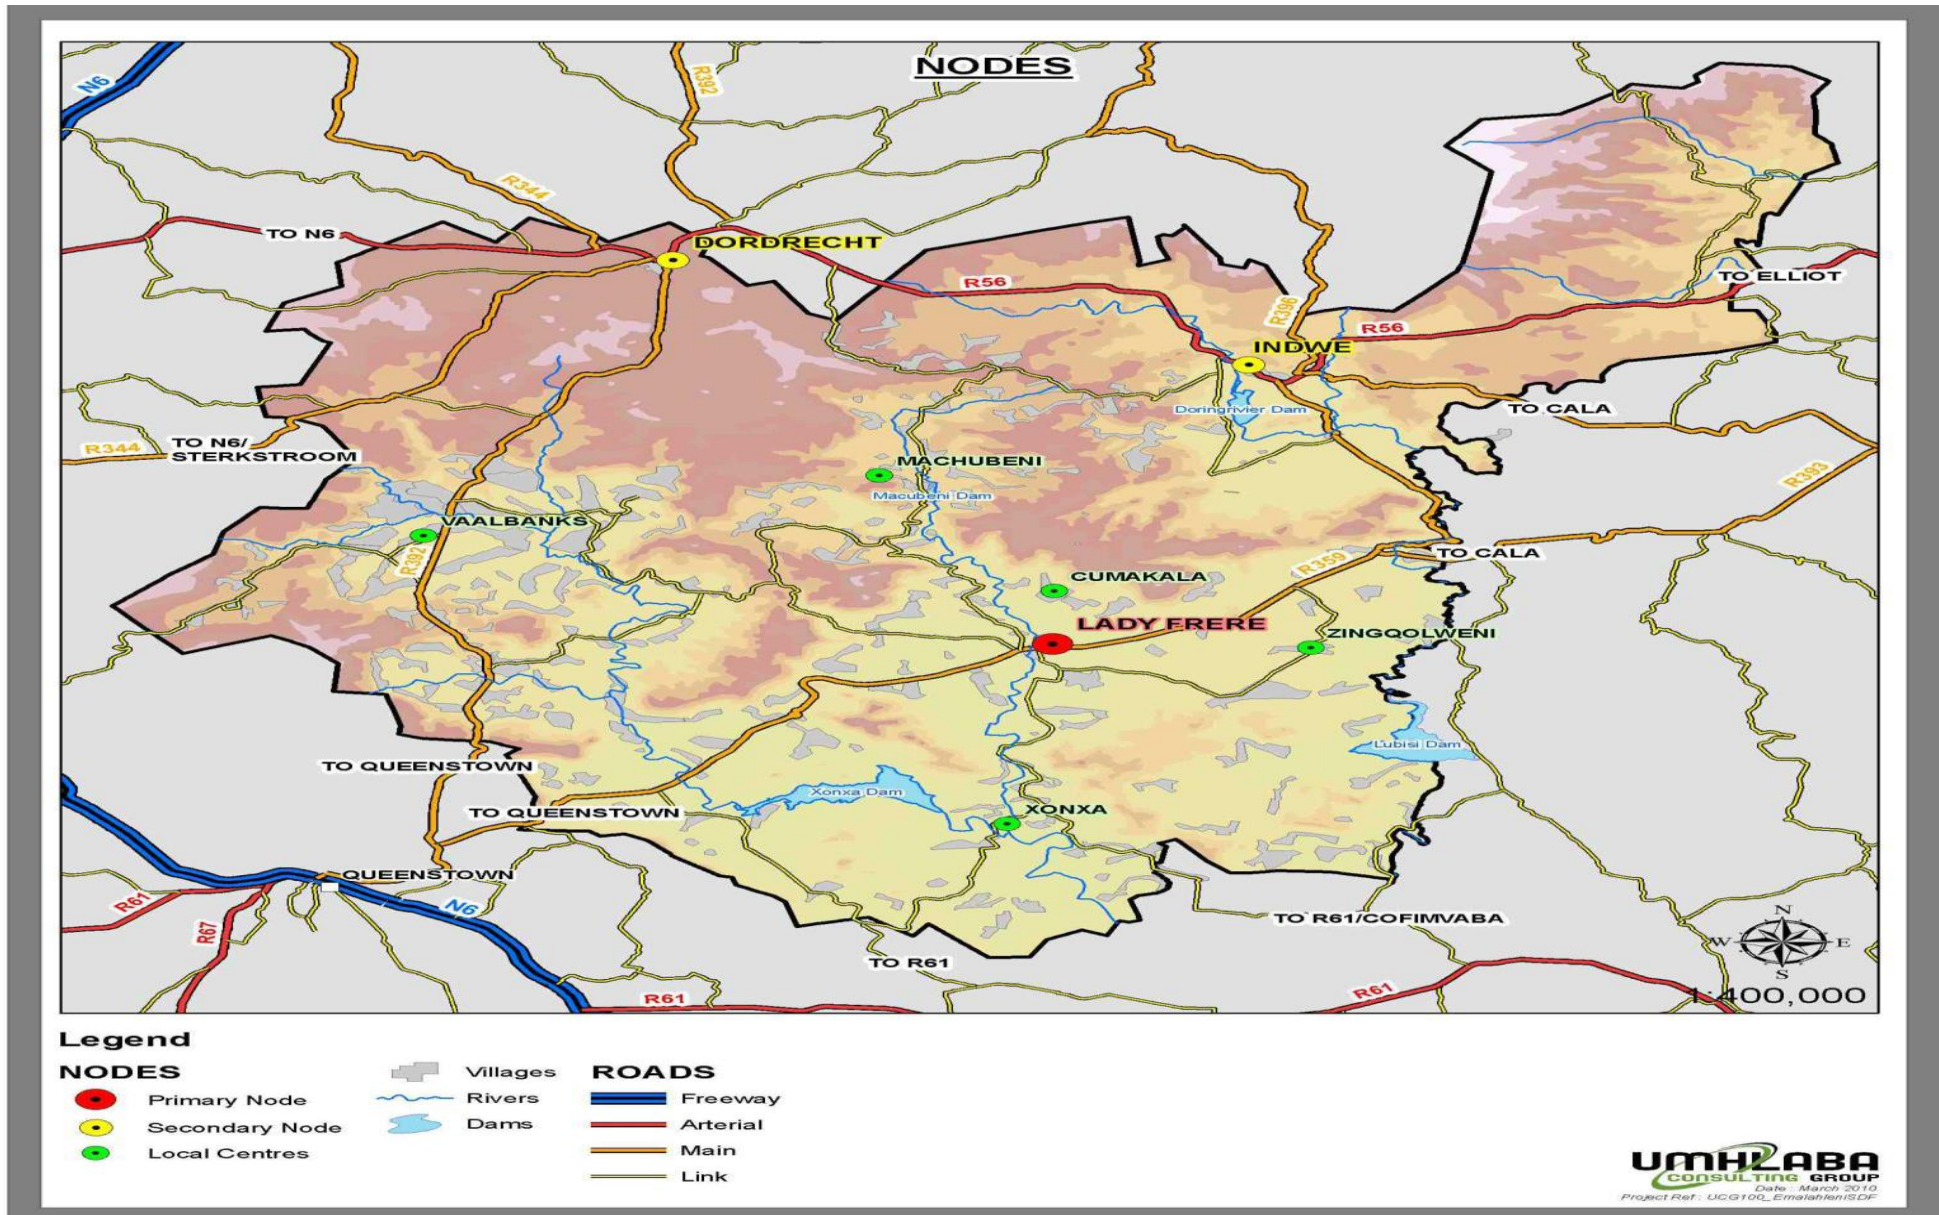 NODES
N6
R392
R344
TO N6
DORDRECHT
R56
R396
TO ELLIOT
R56
INDWE
Doringrivier Dam
TO CALA
R344
TO N6/
STERKSTROOM
MACHUBENI
Macubeni Dam
R393
VAALBANKS
R392
TO CALA
R359
CUMAKALA
LADY FRERE
ZINGQOLWENI
Lubisi Dam
TO QUEENSTOWN
Xonxa Dam
TO QUEENSTOWN
XONXA
QUEENSTOWN
R61
N6
R67
TO R61/COFIMVABA
TO R61
R61
R61
N
W
E
S
1:400,000
Legend
NODES
Primary Node
Secondary Node
Local Centres
Villages
Rivers
Dams
ROADS
Freeway
Arterial
Main
Link
UMHLABA
CONSULTING GROUP
Date : March 2010
Project Ref : UCG100_EmalahleniSDF